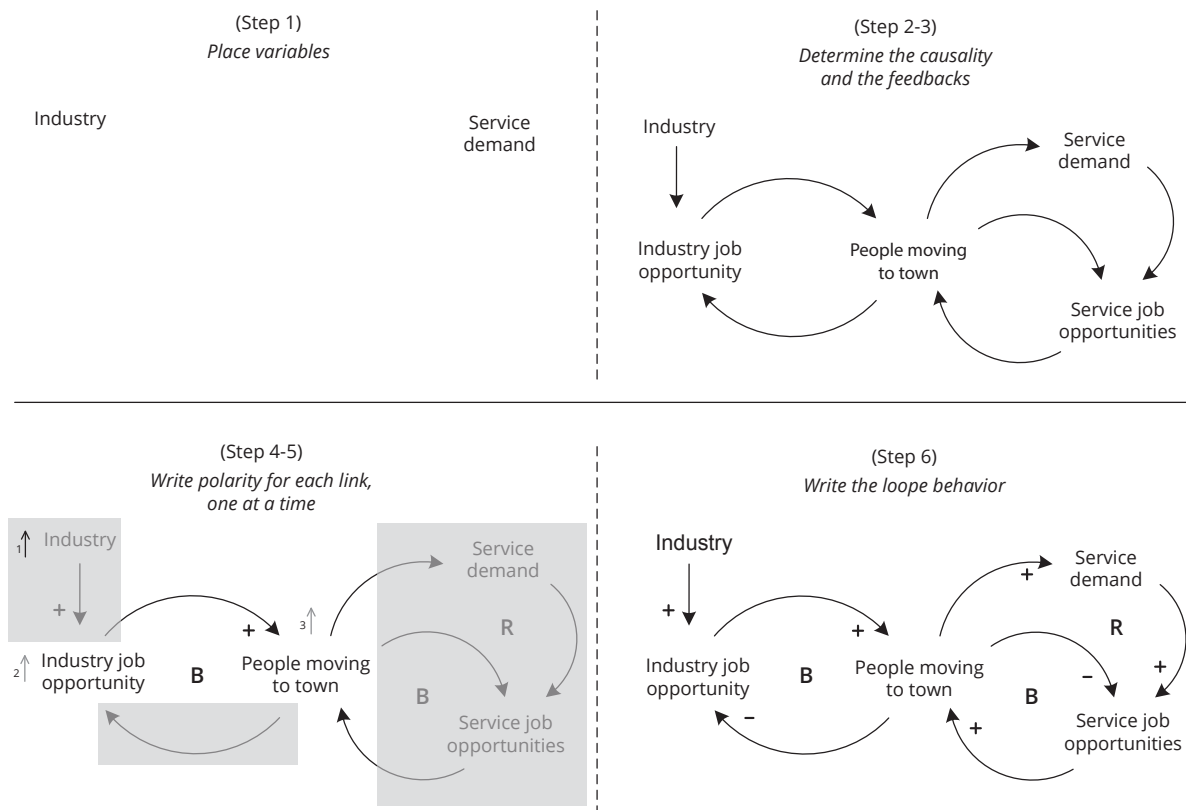 (Step 1)
Place variables
Industry
Service
demand
(Step 2-3)
Determine the causality
and the feedbacks
Industry
Service
demand
Industry job
opportunity
People moving
to town
Service job
opportunities
(Step 4-5)
Write polarity for each link,
one at a time
1
Industry
+
2
Industry job
opportunity
B
+
3
People moving
to town
Service
demand
R
B
Service job
opportunities
(Step 6)
Write the loope behavior
Industry
+
Industry job
opportunity
B
+
–
People moving
to town
+
Service
demand
R
–
+
B
+
Service job
opportunities